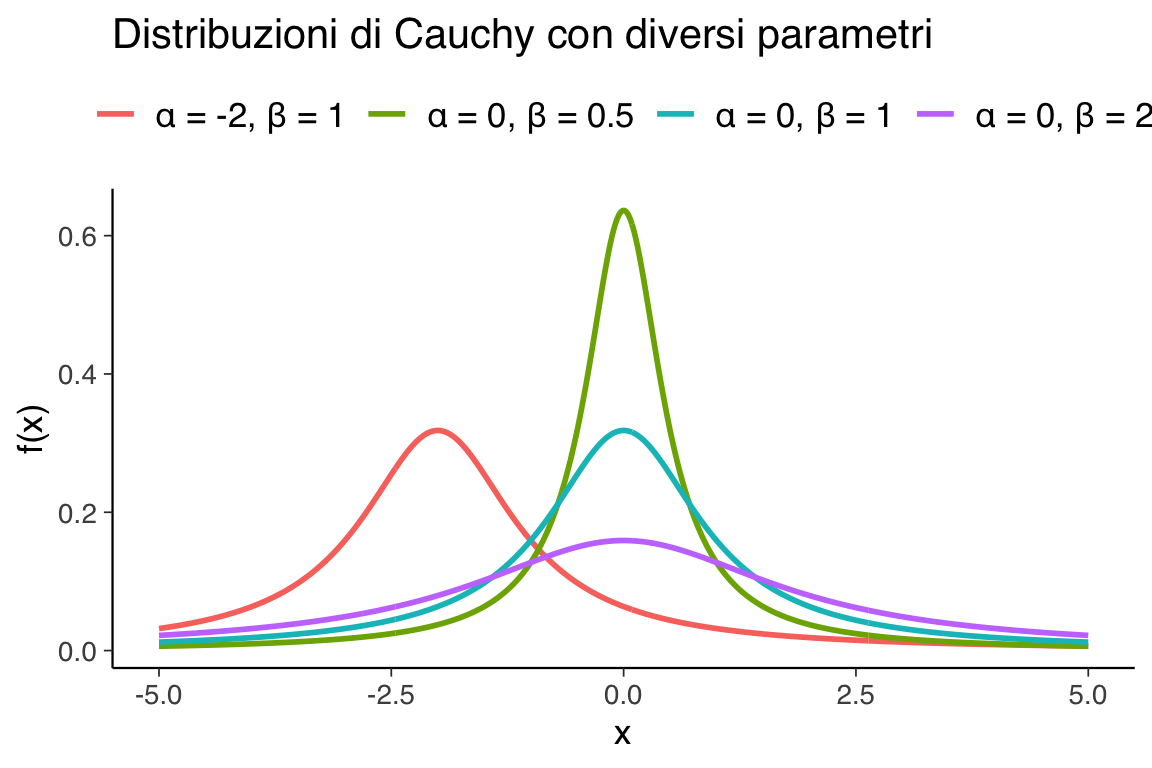 Distribuzioni di Cauchy con diversi parametri
α = -2, β = 1 α = 0, β = 0.5 α = 0, β = 1 α = 0, β = 2
0.6
0.4
0.2
0.0
f(x)
-5.0 -2.5 0.0 2.5 5.0
x